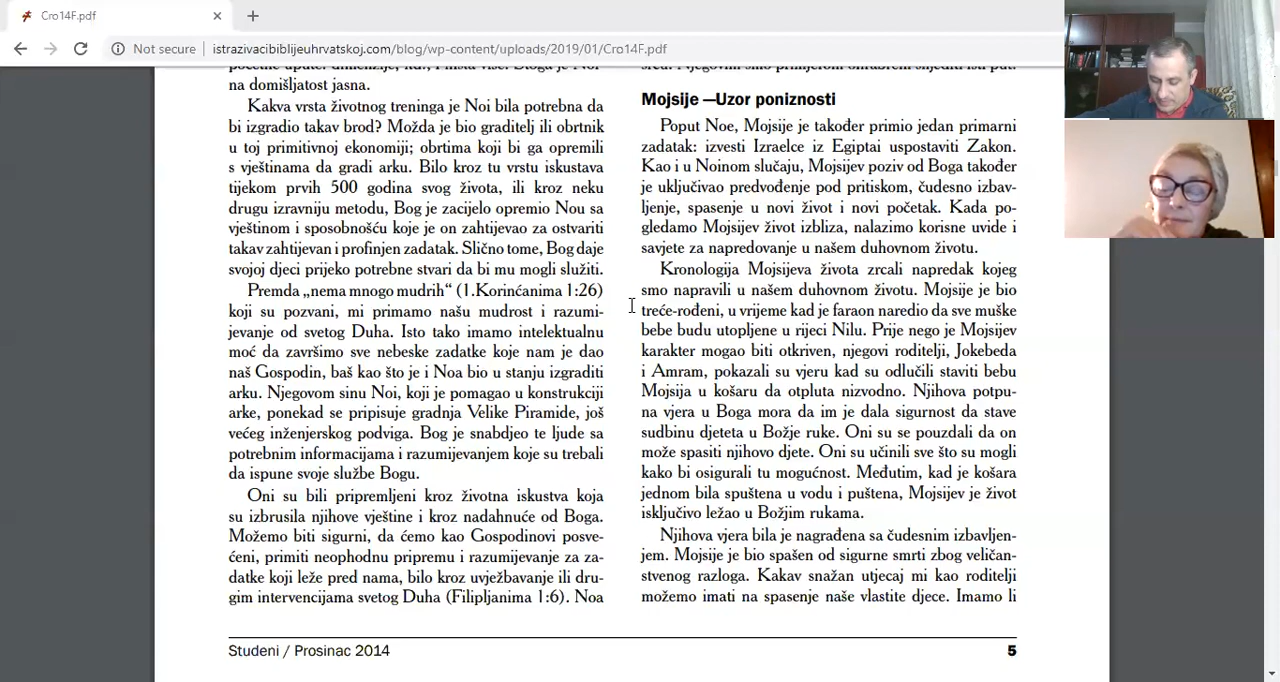 Cro14F.pdf
Not secure
istrazivacibiblijeuhrvatskoj.com/blog/wp-content/uploads/2019/01/Cro14F.pdf
na domišljatost jasna.
Kakva vrsta životnog treninga je Noi bila potrebna da
bi izgradio takav brod? Možda je bio graditelj ili obrtnik
u toj primitivnoj ekonomiji; obrtima koji bi ga opremili
s vještinama da gradi arku. Bilo kroz tu vrstu iskustava
tijekom prvih 500 godina svog života, ili kroz neku
drugu izravniju metodu, Bog je zacijelo opremio Nou sa
vještinom i sposobnošću koje je on zahtijevao za ostvariti
takav zahtijevan i profinjen zadatak. Slično tome, Bog daje
svojoj djeci prijeko potrebne stvari da bi mu mogli služiti.
Premda „nema mnogo mudrih“ (1.Korinćanima 1:26)
koji su pozvani, mi primamo našu mudrost i razumi-
jevanje od svetog Duha. Isto tako imamo intelektualnu
moć da završimo sve nebeske zadatke koje nam je dao
naš Gospodin, baš kao što je i Noa bio u stanju izgraditi
arku. Njegovom sinu Noi, koji je pomagao u konstrukciji
arke, ponekad se pripisuje gradnja Velike Piramide, još
većeg inženjerskog podviga. Bog je snabdjeo te ljude sa
potrebnim informacijama i razumijevanjem koje su trebali
da ispune svoje službe Bogu.
Oni su bili pripremljeni kroz životna iskustva koja
su izbrusila njihove vještine i kroz nadahnuće od Boga.
Možemo biti sigurni, da ćemo kao Gospodinovi posve-
ćeni, primiti neophodnu pripremu i razumijevanje za za-
datke koji leže pred nama, bilo kroz uvježbavanje ili dru-
gim intervencijama svetog Duha (Filipljanima 1:6). Noa
Mojsije —Uzor poniznosti
Poput Noe, Mojsije je također primio jedan primarni
zadatak: izvesti Izraelce iz Egiptai uspostaviti Zakon.
Kao i u Noinom slučaju, Mojsijev poziv od Boga također
je uključivao predvođenje pod pritiskom, čudesno izbav-
ljenje, spasenje u novi život i novi početak. Kada po-
gledamo Mojsijev život izbliza, nalazimo korisne uvide i
savjete za napredovanje u našem duhovnom životu.
Kronologija Mojsijeva života zrcali napredak kojeg
smo napravili u našem duhovnom životu. Mojsije je bio
treće-rođeni, u vrijeme kad je faraon naredio da sve muške
bebe budu utopljene u rijeci Nilu. Prije nego je Mojsijev
karakter mogao biti otkriven, njegovi roditelji, Jokebeda
i Amram, pokazali su vjeru kad su odlučili staviti bebu
Mojsija u košaru da otpluta nizvodno. Njihova potpu-
na vjera u Boga mora da im je dala sigurnost da stave
sudbinu djeteta u Božje ruke. Oni su se pouzdali da on
može spasiti njihovo djete. Oni su učinili sve što su mogli
kako bi osigurali tu mogućnost. Međutim, kad je košara
jednom bila spuštena u vodu i puštena, Mojsijev je život
isključivo ležao u Božjim rukama.
Njihova vjera bila je nagrađena sa čudesnim izbavljen-
jem. Mojsije je bio spašen od sigurne smrti zbog veličan-
stvenog razloga. Kakav snažan utjecaj mi kao roditelji
možemo imati na spasenje naše vlastite djece. Imamo li
Studeni / Prosinac 2014
5